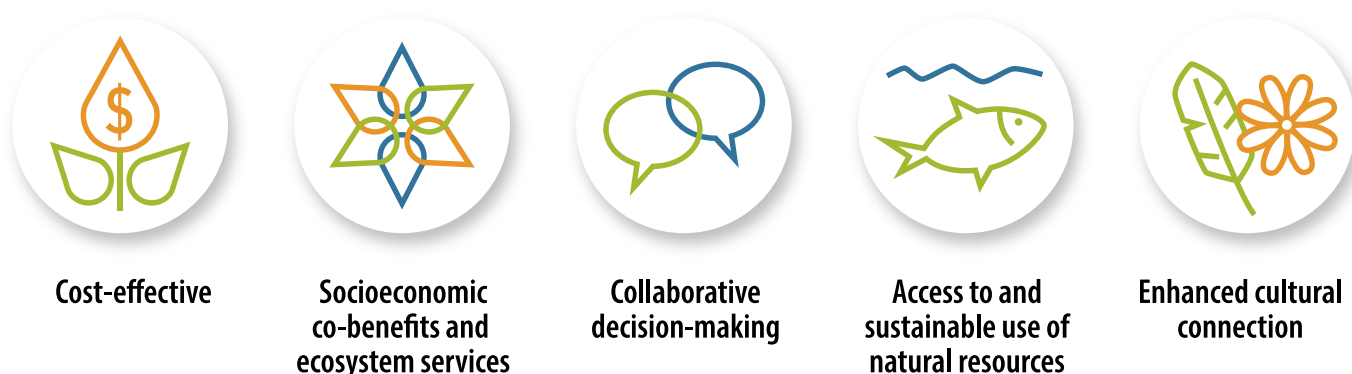 $
Cost-effective
Socioeconomic
co-benefits and
ecosystem services
Collaborative
decision-making
Access to and
sustainable use of
natural resources
Enhanced cultural
connection